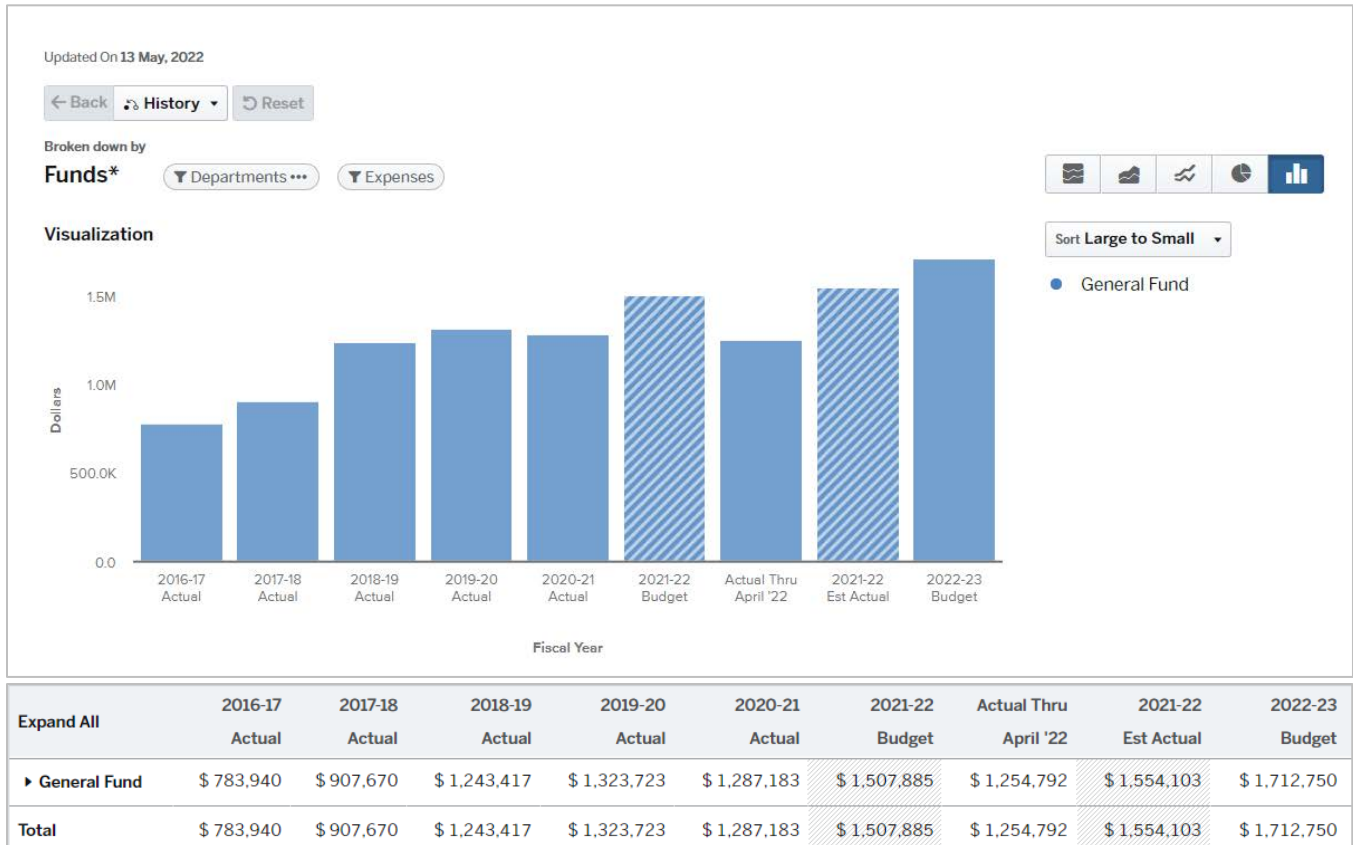 Updated On 13 May, 2022
Back History Reset
Broken down by
Funds* Departments ••• Expenses
Visualization
Sort Large to Small
General Fund
1.5M
1.0M
500.0K
0.0
Dollars
2016-17 Actual
2017-18 Actual
2018-19 Actual
2019-20 Actual
2020-21 Actual
2021-22 Budget
Actual Thru April '22
2021-22 Est Actual
2022-23 Budget
Fiscal Year
Expand All 2016-17 Actual 2017-18 Actual 2018-19 Actual 2019-20 Actual 2020-21 Actual 2021-22 Budget Actual Thru April '22 2021-22 Est Actual 2022-23 Budget
General Fund $ 783,940 $ 907,670 $ 1,243,417 $ 1,323,723 $ 1,287,183 $ 1,507,885 $ 1,254,792 $ 1,554,103 $ 1,712,750
Total $ 783,940 $ 907,670 $ 1,243,417 $ 1,323,723 $ 1,287,183 $ 1,507,885 $ 1,254,792 $ 1,554,103 $ 1,712,750